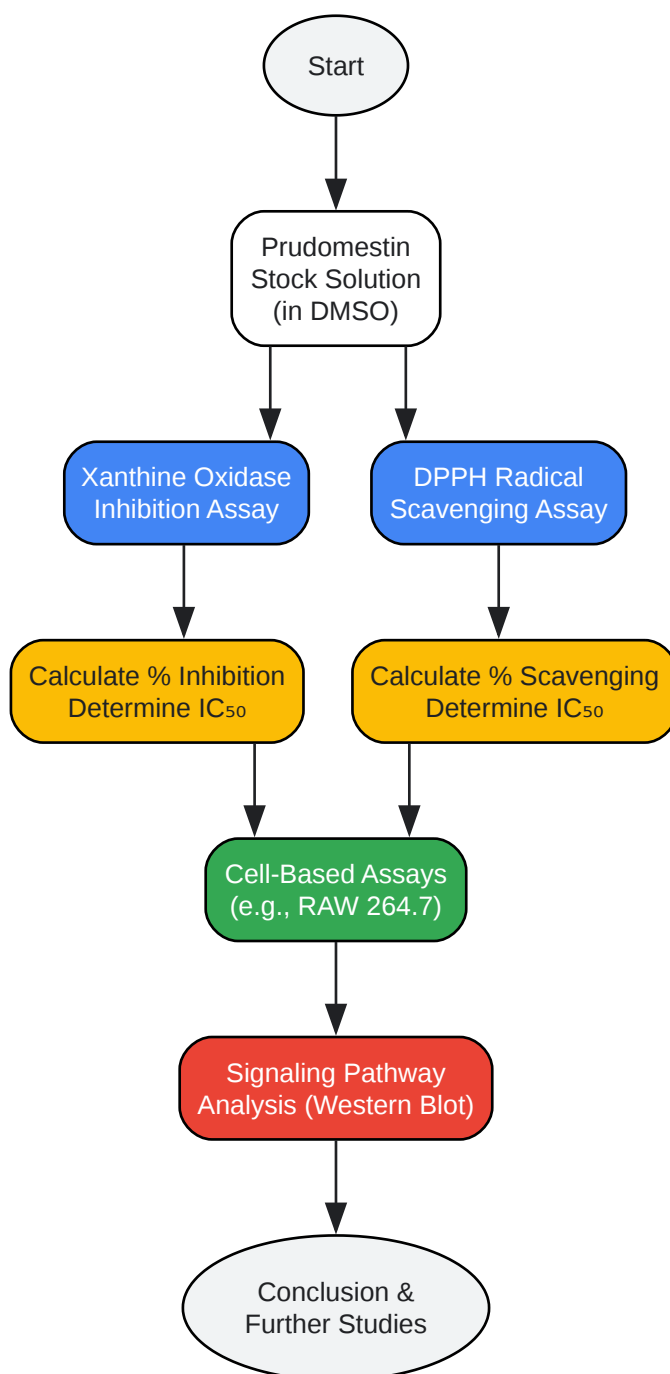 Start
Prudomestin
Stock Solution
(in DMSO)
Xanthine Oxidase
Inhibition Assay
DPPH Radical
Scavenging Assay
Calculate % Inhibition
Determine IC₅₀
Calculate % Scavenging
Determine IC₅₀
Cell-Based Assays
(e.g., RAW 264.7)
Signaling Pathway
Analysis (Western Blot)
Conclusion &
Further Studies